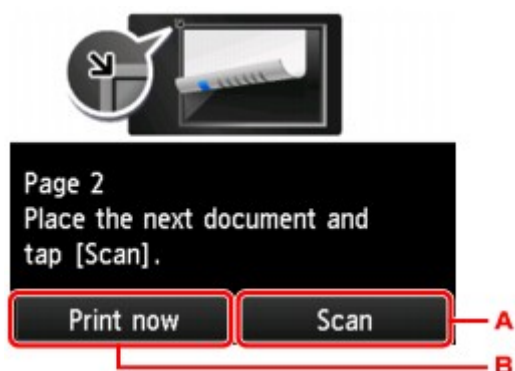 Page 2
Place the next document and
tap [Scan].
Print now
Scan
A
B